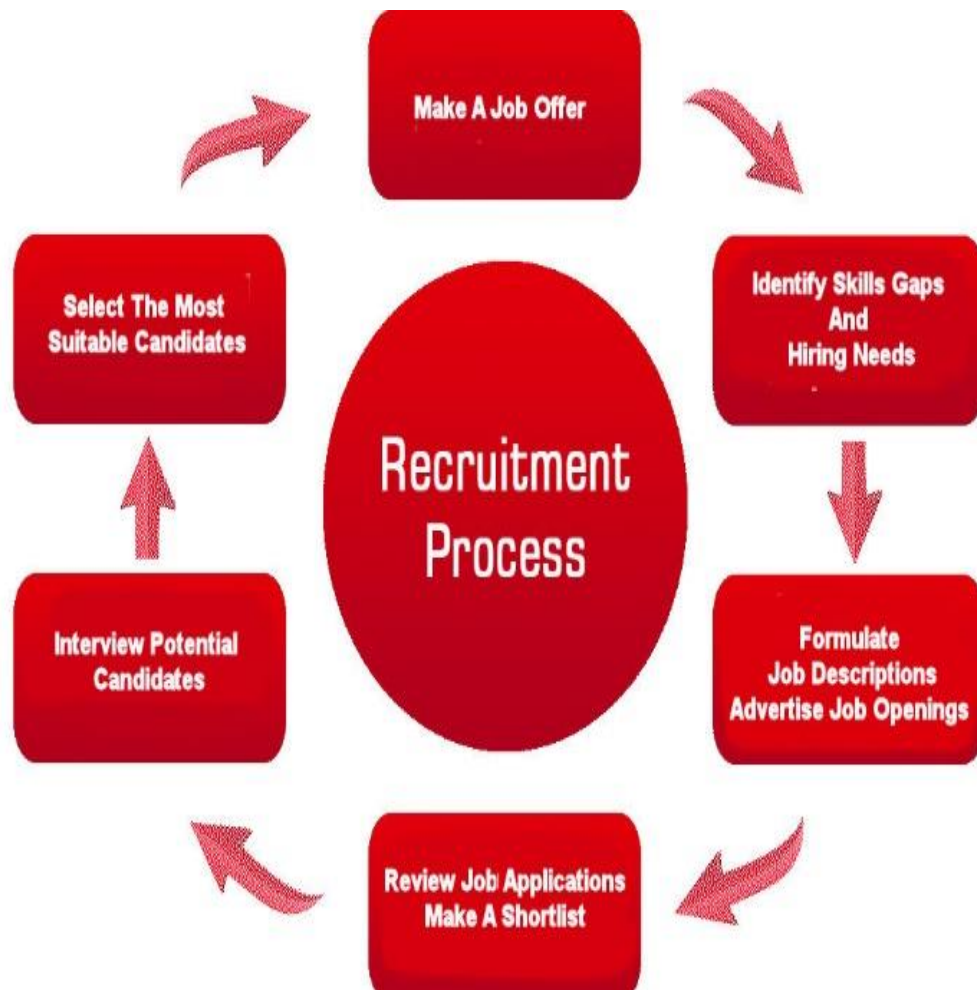 Make A Job Offer
Identify Skills Gaps
And
Hiring Needs
Formulate
Job Descriptions
Advertise Job Openings
Review Job Applications
Make A Shortlist
Interview Potential
Candidates
Select The Most
Suitable Candidates
Recruitment
Process